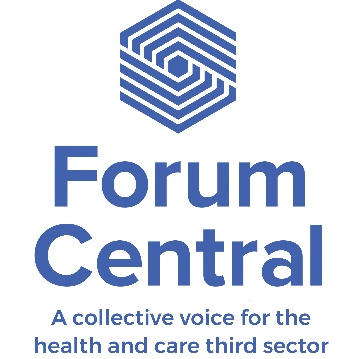 Forum
Central
A collective voice for the
health and care third sector